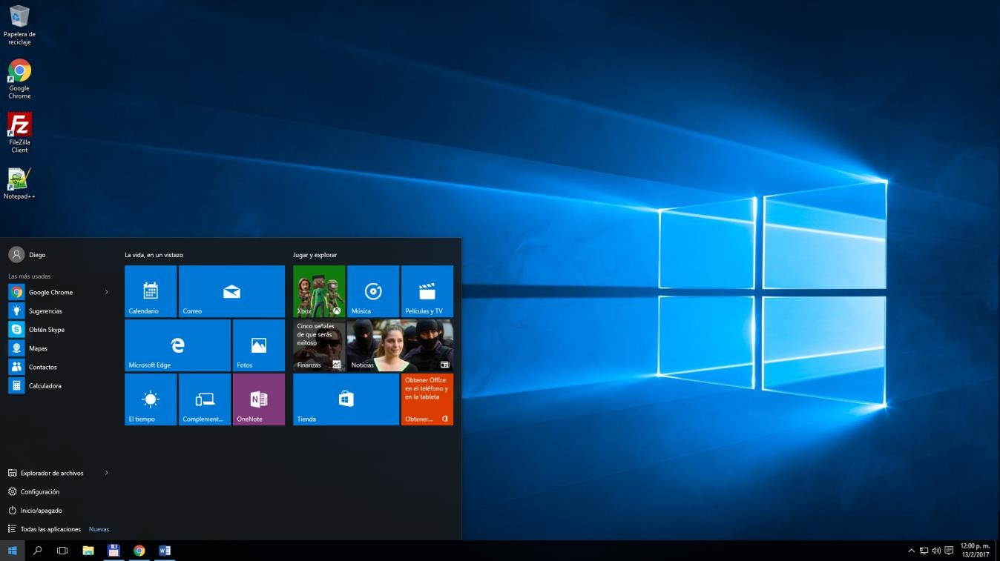 Papelera de
reciclaje
Google
Chrome
FileZilla
Client
Notepad++
Diego
Las más usadas
Google Chrome
Sugerencias
Obtén Skype
Mapas
Contactos
Calculadora
Explorador de archivos
Configuración
Inicio/apagado
Todas las aplicaciones Nuevas
La vida, en un vistazo
Calendario
Correo
Microsoft Edge
Fotos
El tiempo
Complement...
OneNote
Jugar y explorar
Xbox
Música
Películas y TV
Cinco señales
de que serás
exitoso
Finanzas
Noticias
Tienda
Obtener Office
en el teléfono y
en la tableta
Obtener...
12:00 p. m.
13/2/2017